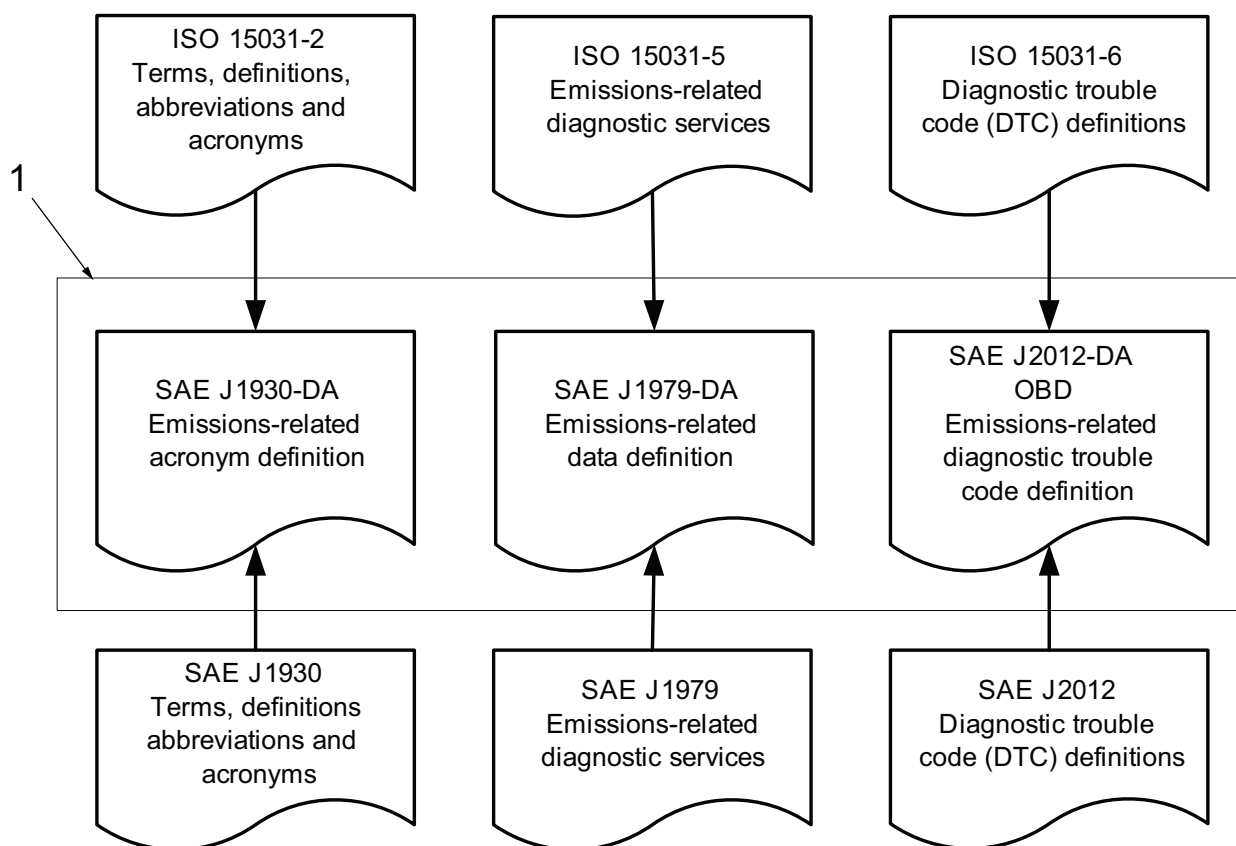 ISO 15031-2
Terms, definitions,
abbreviations and
acronyms
ISO 15031-5
Emissions-related
diagnostic services
ISO 15031-6
Diagnostic trouble
code (DTC) definitions
1
SAE J1930-DA
Emissions-related
acronym definition
SAE J1979-DA
Emissions-related
data definition
SAE J2012-DA
OBD
Emissions-related
diagnostic trouble
code definition
SAE J1930
Terms, definitions
abbreviations and
acronyms
SAE J1979
Emissions-related
diagnostic services
SAE J2012
Diagnostic trouble
code (DTC) definitions